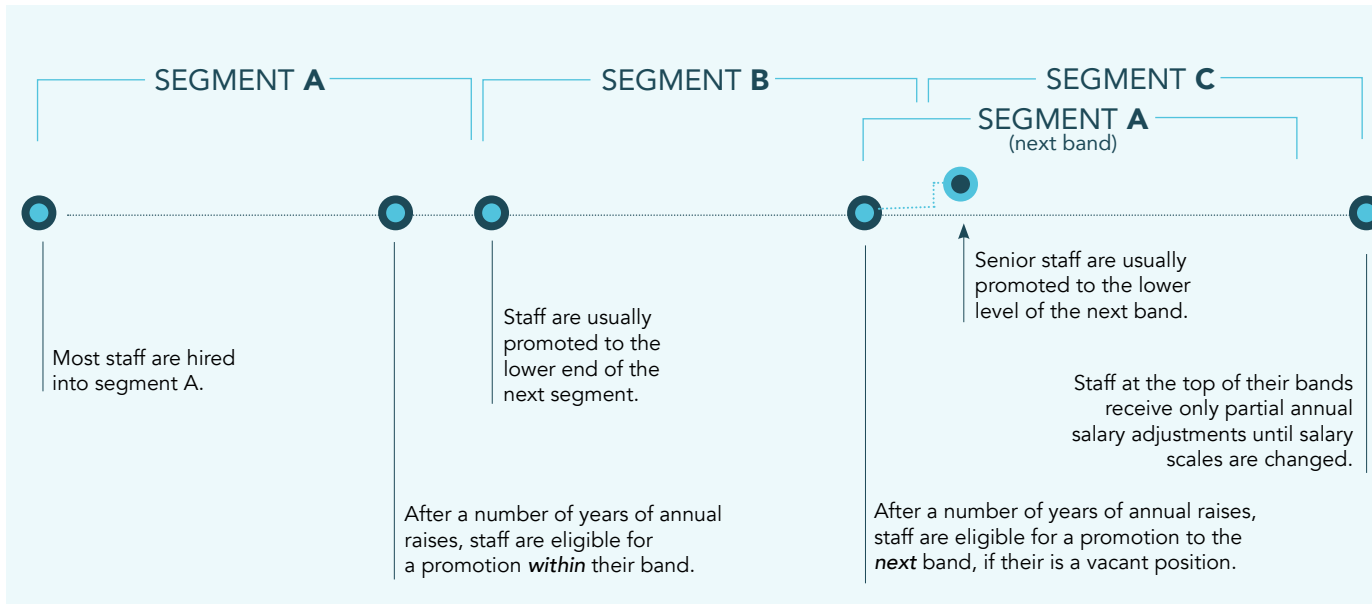 SEGMENT A
SEGMENT B
SEGMENT C
SEGMENT A
(next band)
Most staff are hired
into segment A.
After a number of years of annual
raises, staff are eligible for
a promotion within their band.
Staff are usually
promoted to the
lower end of the
next segment.
After a number of years of annual raises,
staff are eligible for a promotion to the
next band, if their is a vacant position.
Senior staff are usually
promoted to the lower
level of the next band.
Staff at the top of their bands
receive only partial annual
salary adjustments until salary
scales are changed.